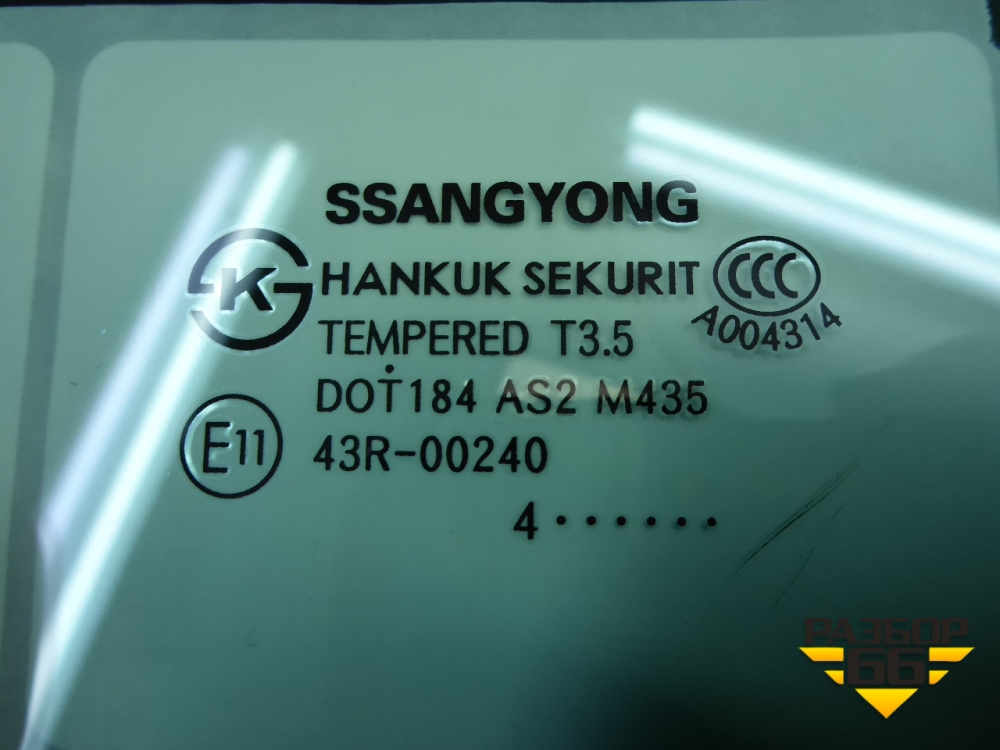 SSANGYONG
K HANKUK SEKURIT CCC
TEMPERED T3.5 A004314
DOT184 AS2 M435
E11 43R-00240
4 · · · · · ·
РАЗБОР
66